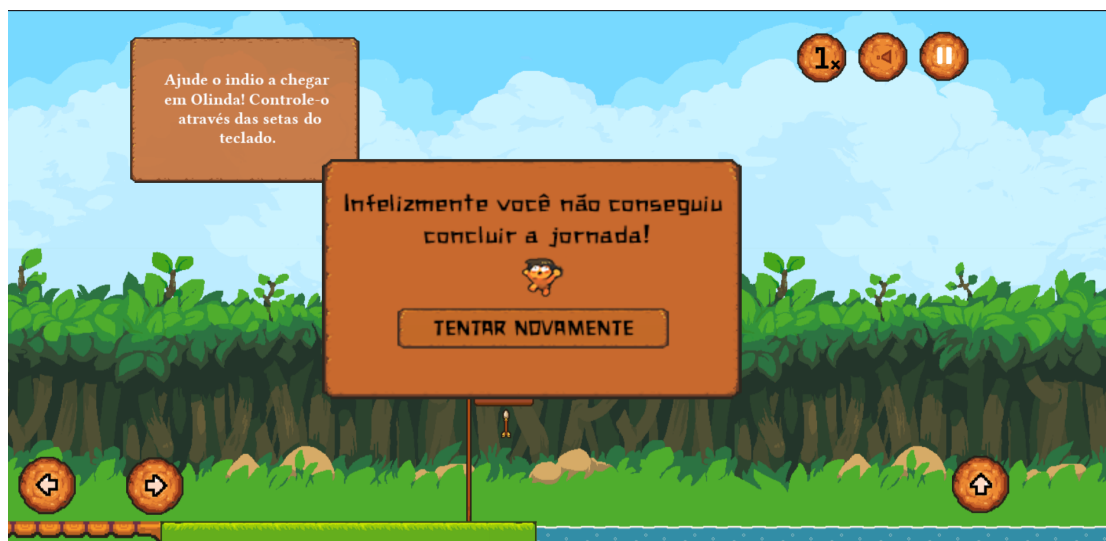 Ajude o indio a chegar
em Olinda! Controle-o
através das setas do
teclado.
1x
Infelizmente você não conseguiu
concluir a jornada!
TENTAR NOVAMENTE